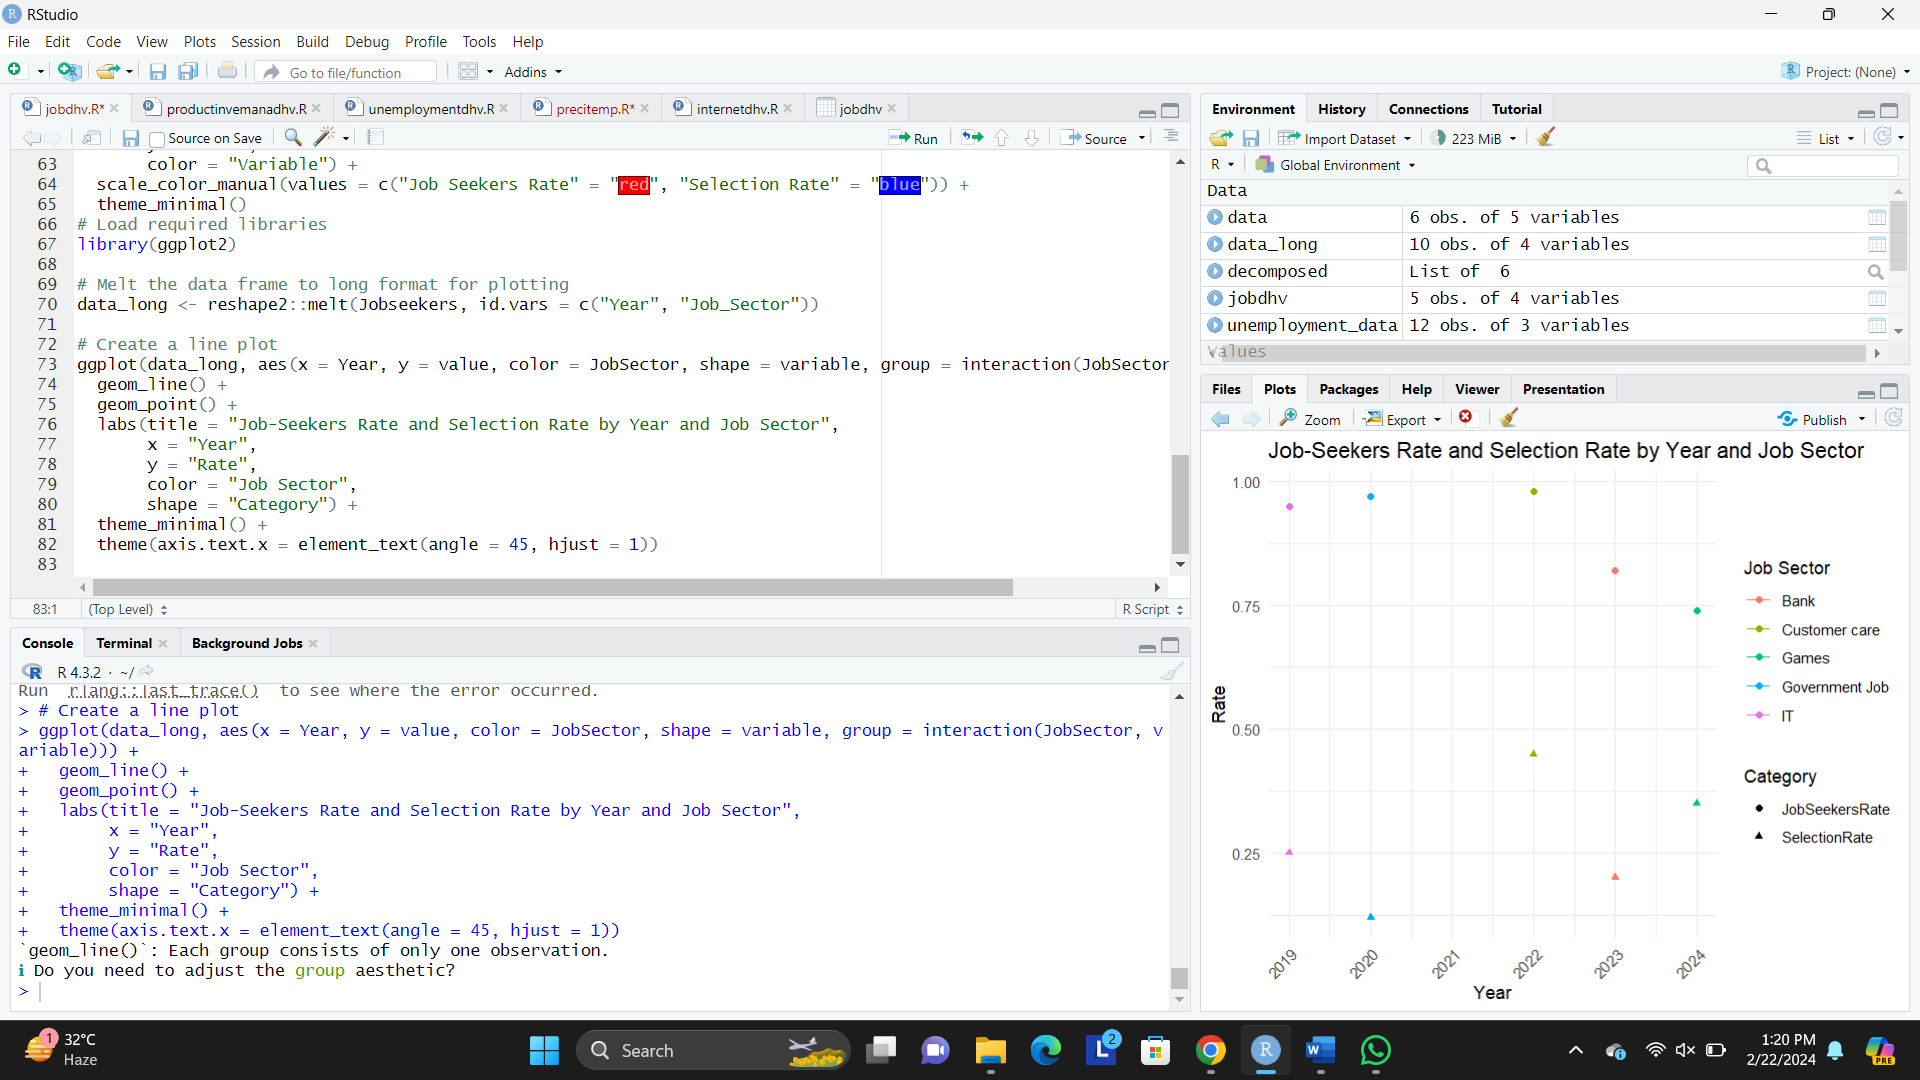 RStudio
File Edit Code View Plots Session Build Debug Profile Tools Help
Go to file/function Addins Project: (None)
jobdhv.R* productinvemanadhv.R unemploymentdhv.R precitemp.R* internetdhv.R jobdhv
Source on Save Run Source
63 color = "Variable") +
64 scale_color_manual(values = c("Job Seekers Rate" = "red", "Selection Rate" = "blue")) +
65 theme_minimal()
66 # Load required libraries
67 library(ggplot2)
68
69 # Melt the data frame to long format for plotting
70 data_long <- reshape2::melt(Jobseekers, id.vars = c("Year", "Job_Sector"))
71
72 # Create a line plot
73 ggplot(data_long, aes(x = Year, y = value, color = JobSector, shape = variable, group = interaction(JobSector
74 geom_line() +
75 geom_point() +
76 labs(title = "Job-Seekers Rate and Selection Rate by Year and Job Sector",
77 x = "Year",
78 y = "Rate",
79 color = "Job Sector",
80 shape = "Category") +
81 theme_minimal() +
82 theme(axis.text.x = element_text(angle = 45, hjust = 1))
83
83:1 (Top Level) R Script
Console Terminal Background Jobs
R 4.3.2 · ~/
Run `rlang::last_trace()` to see where the error occurred.
> # Create a line plot
> ggplot(data_long, aes(x = Year, y = value, color = JobSector, shape = variable, group = interaction(JobSector, v
ariable))) +
+ geom_line() +
+ geom_point() +
+ labs(title = "Job-Seekers Rate and Selection Rate by Year and Job Sector",
+ x = "Year",
+ y = "Rate",
+ color = "Job Sector",
+ shape = "Category") +
+ theme_minimal() +
+ theme(axis.text.x = element_text(angle = 45, hjust = 1))
`geom_line()`: Each group consists of only one observation.
i Do you need to adjust the group aesthetic?
>
Environment History Connections Tutorial
Import Dataset 223 MiB List
R Global Environment
Data
data 6 obs. of 5 variables
data_long 10 obs. of 4 variables
decomposed List of 6
jobdhv 5 obs. of 4 variables
unemployment_data 12 obs. of 3 variables
Values
Files Plots Packages Help Viewer Presentation
Zoom Export Publish
Job-Seekers Rate and Selection Rate by Year and Job Sector
1.00
0.75
0.50
0.25
Rate
2019 2020 2021 2022 2023 2024
Year
Job Sector
Bank
Customer care
Games
Government Job
IT
Category
JobSeekersRate
SelectionRate
1 32°C
Haze
Search
2
1:20 PM
2/22/2024
PRE